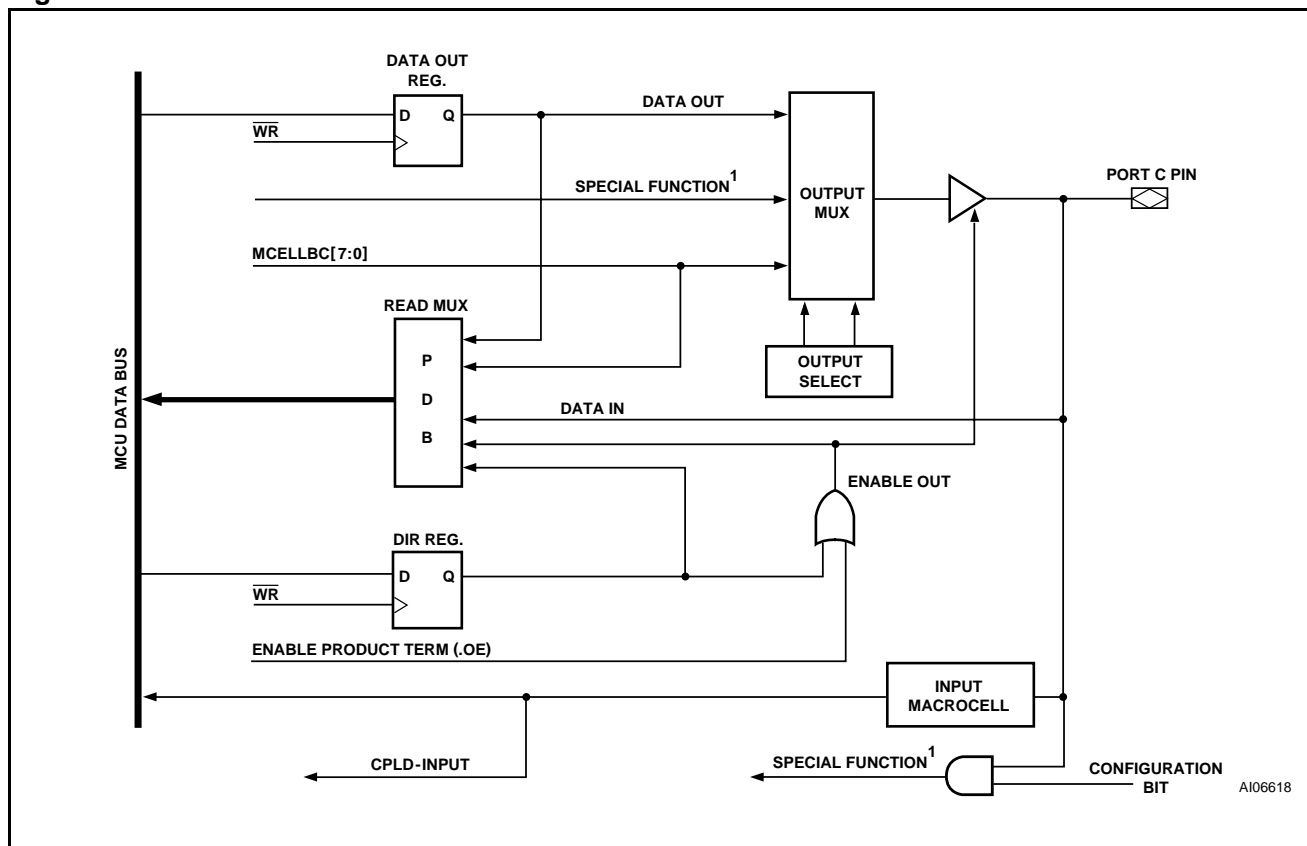 DATA OUT
REG.
D Q
WR
DATA OUT
SPECIAL FUNCTION1
MCELLBC[7:0]
OUTPUT
MUX
PORT C PIN
READ MUX
P
D
B
OUTPUT
SELECT
MCU DATA BUS
DATA IN
ENABLE OUT
DIR REG.
D Q
WR
ENABLE PRODUCT TERM (.OE)
INPUT
MACROCELL
CPLD-INPUT
SPECIAL FUNCTION1
CONFIGURATION
BIT
AI06618